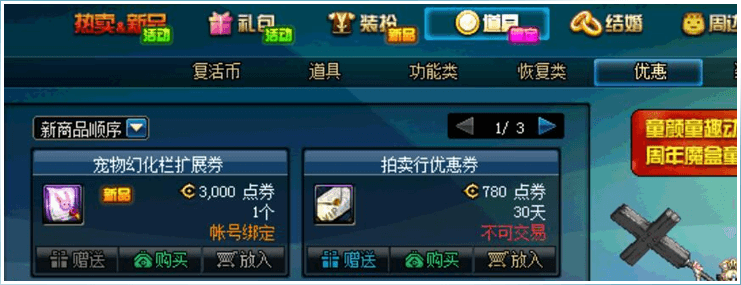 热卖&新品 活动 礼包 活动 装扮 新品 道具 限定 结婚 周边
复活币 道具 功能类 恢复类 优惠
新商品顺序 1/ 3
童颜童趣动
周年魔盒童
宠物幻化栏扩展券
新品 3,000 点券
1个
帐号绑定
赠送 购买 放入
拍卖行优惠券
VIP
780 点券
30天
不可交易
赠送 购买 放入